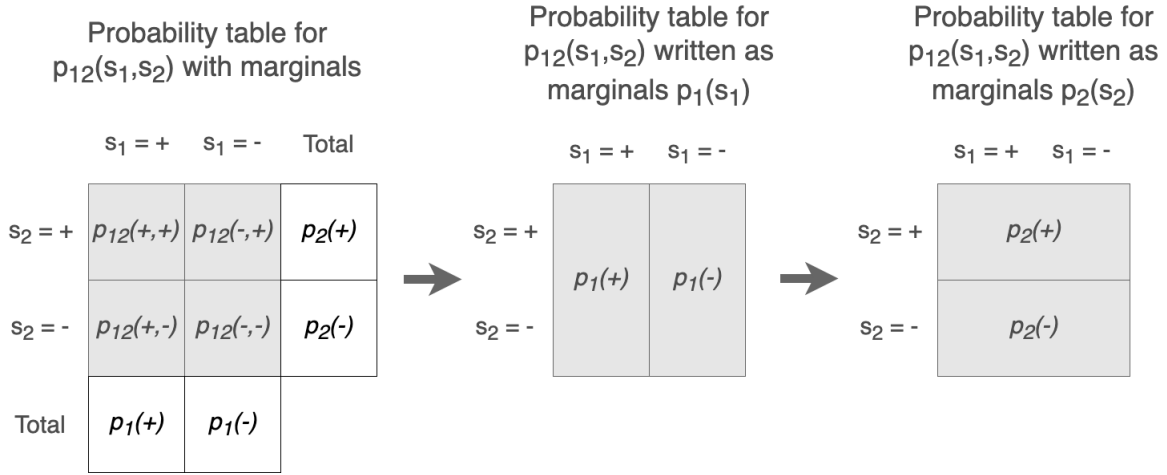 Probability table for
p12(s1,s2) with marginals
s1 = + s1 = - Total
s2 = + p12(+,+) p12(-,+) p2(+)
s2 = - p12(+,-) p12(-,-) p2(-)
Total p1(+) p1(-)
Probability table for
p12(s1,s2) written as
marginals p1(s1)
s1 = + s1 = -
s2 = +
p1(+) p1(-)
s2 = -
Probability table for
p12(s1,s2) written as
marginals p2(s2)
s1 = + s1 = -
s2 = + p2(+)
s2 = - p2(-)